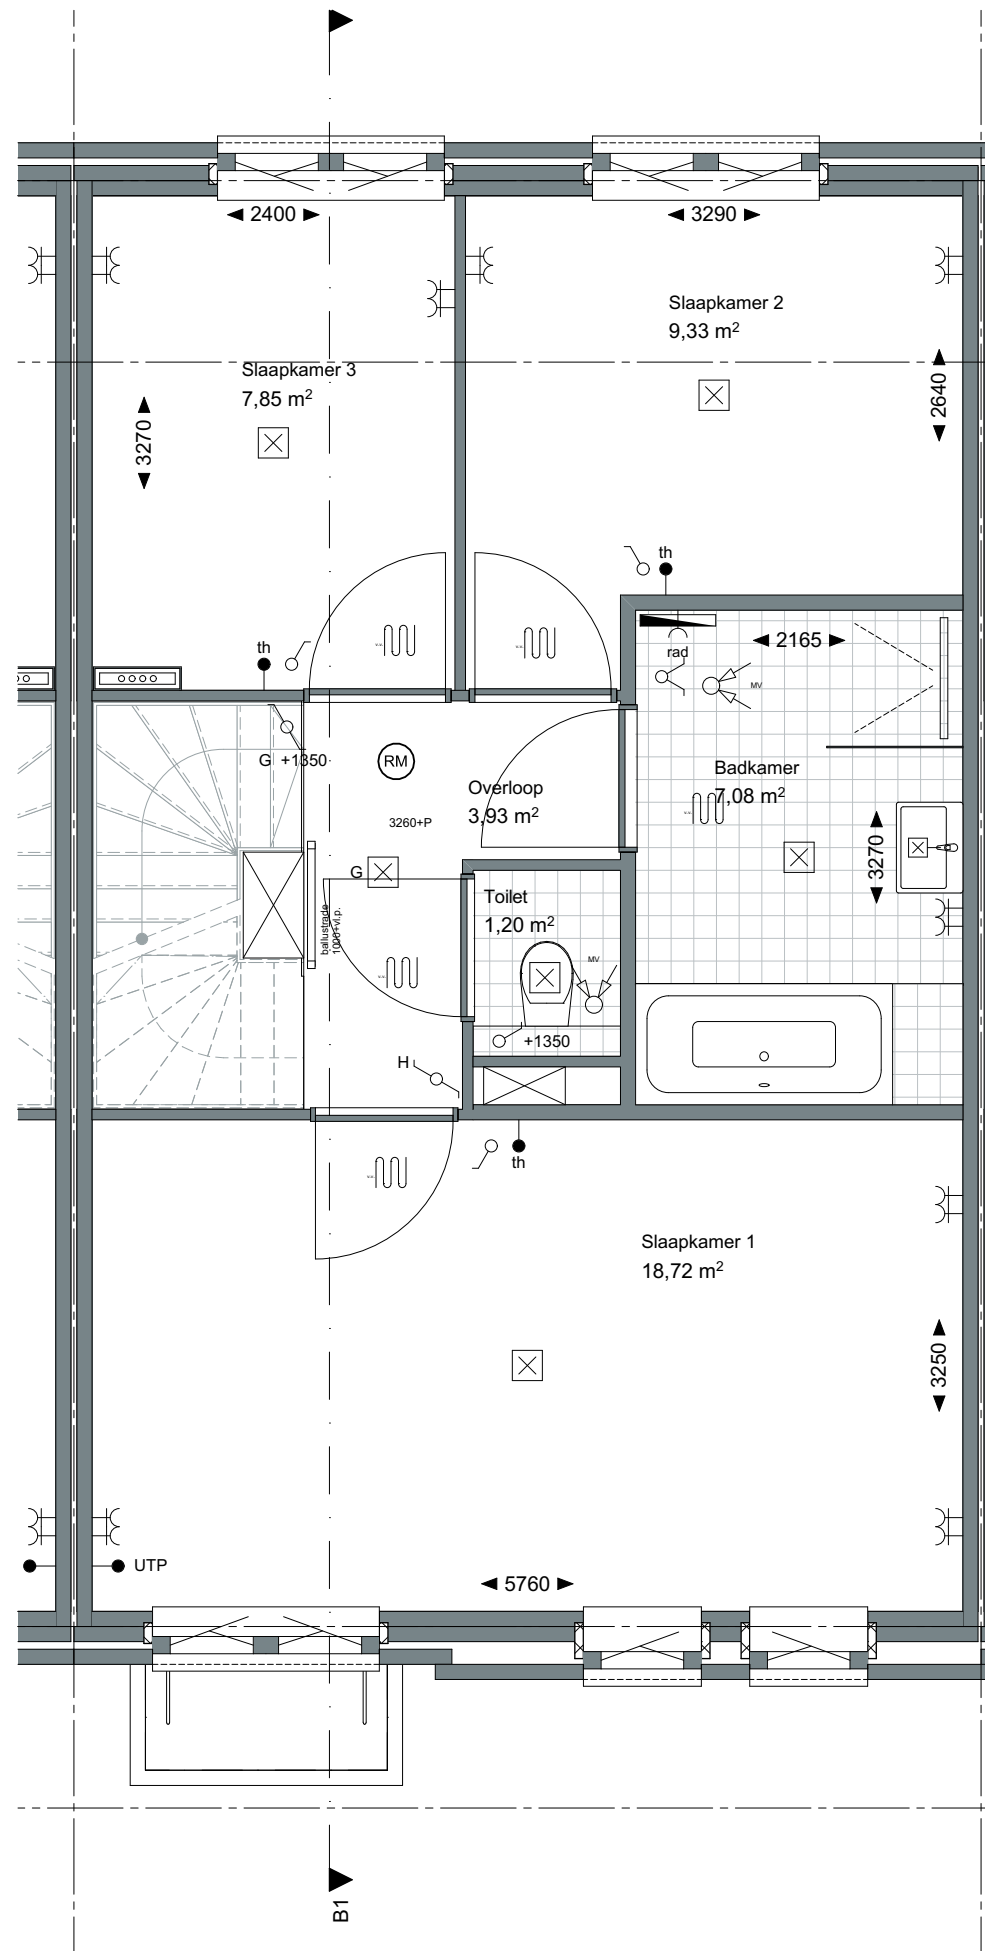 2400
3290
Slaapkamer 2
9,33 m²
Slaapkamer 3
7,85 m²
2640
3270
th
th
rad
2165
MV
G +1350
RM
Overloop
3,93 m²
3260+P
Badkamer
7,08 m²
3270
G
Toilet
1,20 m²
ballustrade
1000+vl.p.
MV
+1350
H
th
Slaapkamer 1
18,72 m²
3250
UTP
5760
B1